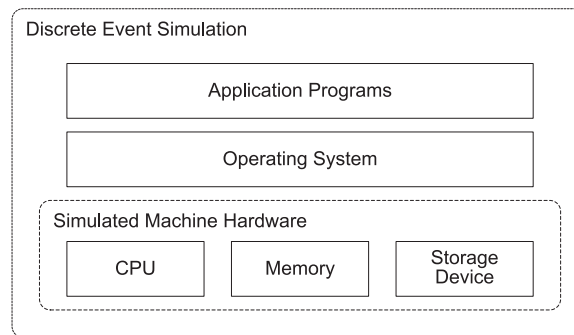 Discrete Event Simulation
Application Programs
Operating System
Simulated Machine Hardware
CPU
Memory
Storage
Device